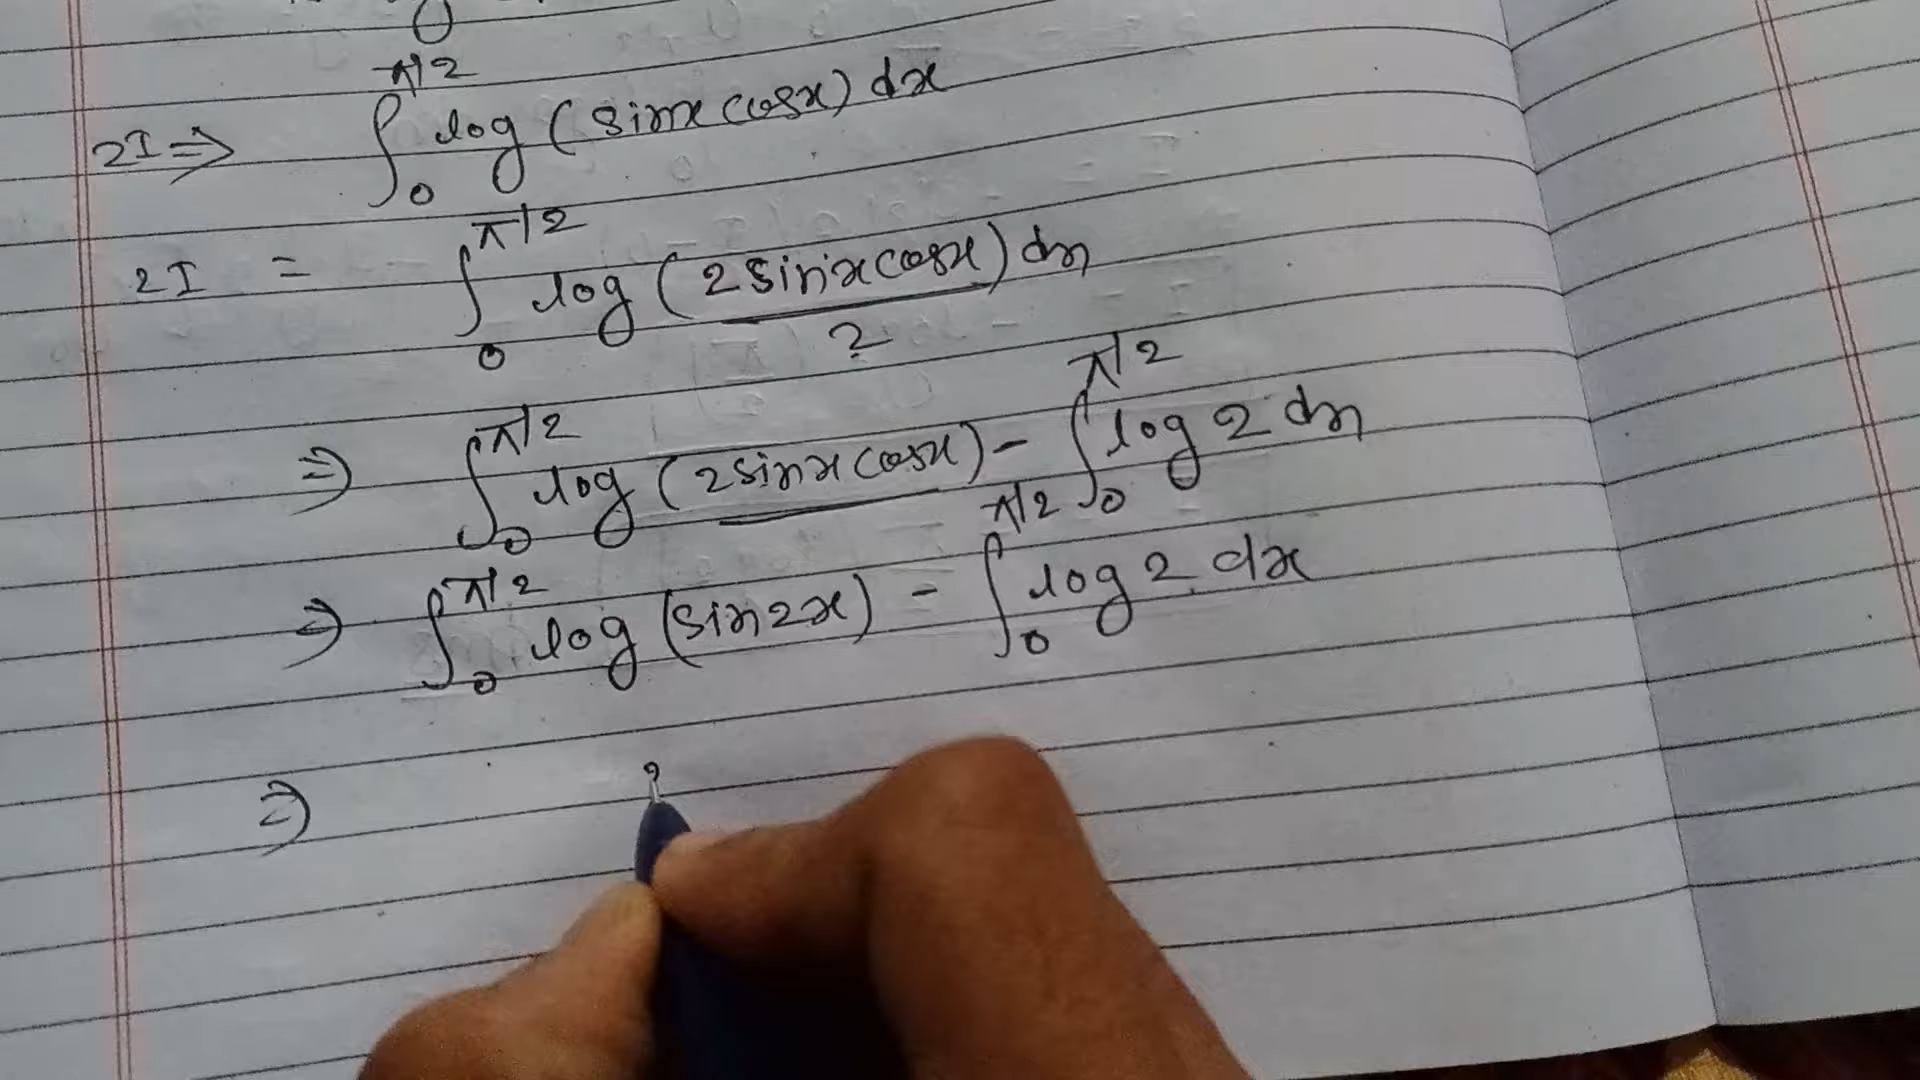 2I ⇒ ∫₀^π/2 log (sinx cosx) dx
2I = ∫₀^π/2 log (2sinx cosx) dx
2
⇒ ∫₀^π/2 log (2sinx cosx) - ∫₀^π/2 log 2 dx
⇒ ∫₀^π/2 log (sin2x) - ∫₀^π/2 log 2 dx
⇒